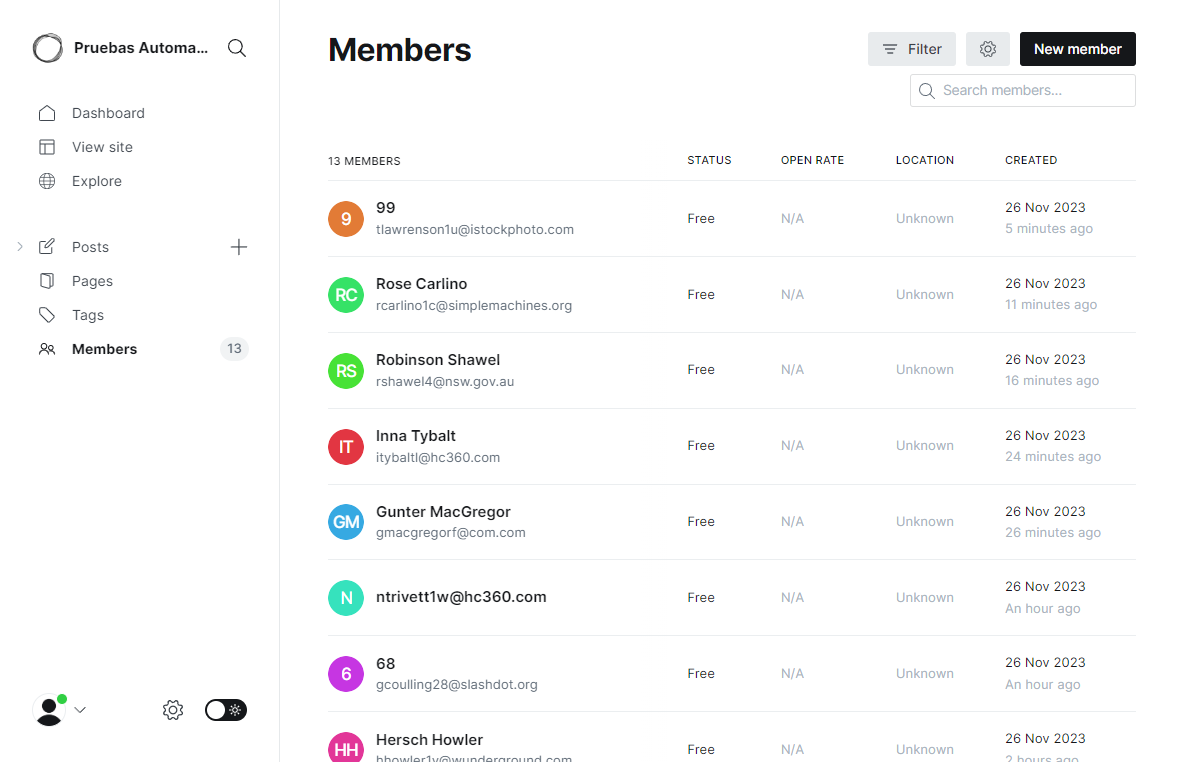 Pruebas Automa...
Dashboard
View site
Explore
Posts
Pages
Tags
Members 13
Members
Filter
New member
Search members...
13 MEMBERS STATUS OPEN RATE LOCATION CREATED
9 99 Free N/A Unknown 26 Nov 2023
tlawrenson1u@istockphoto.com 5 minutes ago
RC Rose Carlino Free N/A Unknown 26 Nov 2023
rcarlino1c@simplemachines.org 11 minutes ago
RS Robinson Shawel Free N/A Unknown 26 Nov 2023
rshawel4@nsw.gov.au 16 minutes ago
IT Inna Tybalt Free N/A Unknown 26 Nov 2023
itybaltl@hc360.com 24 minutes ago
GM Gunter MacGregor Free N/A Unknown 26 Nov 2023
gmacgregorf@com.com 26 minutes ago
N ntrivett1w@hc360.com Free N/A Unknown 26 Nov 2023
An hour ago
6 68 Free N/A Unknown 26 Nov 2023
gcoulling28@slashdot.org An hour ago
HH Hersch Howler Free N/A Unknown 26 Nov 2023
hhowler1y@wunderground.com 2 hours ago